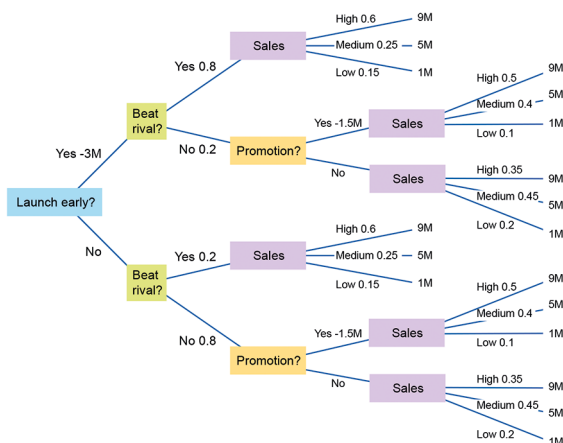 High 0.6
9M
Sales
Medium 0.25
5M
Low 0.15
1M
Yes 0.8
Beat
rival?
Yes -3M
No 0.2
Promotion?
Yes -1.5M
Sales
High 0.5
9M
Medium 0.4
5M
Low 0.1
1M
No
Sales
High 0.35
9M
Medium 0.45
5M
Low 0.2
1M
Launch early?
No
Beat
rival?
Yes 0.2
Sales
High 0.6
9M
Medium 0.25
5M
Low 0.15
1M
No 0.8
Promotion?
Yes -1.5M
Sales
High 0.5
9M
Medium 0.4
5M
Low 0.1
1M
No
Sales
High 0.35
9M
Medium 0.45
5M
Low 0.2
1M